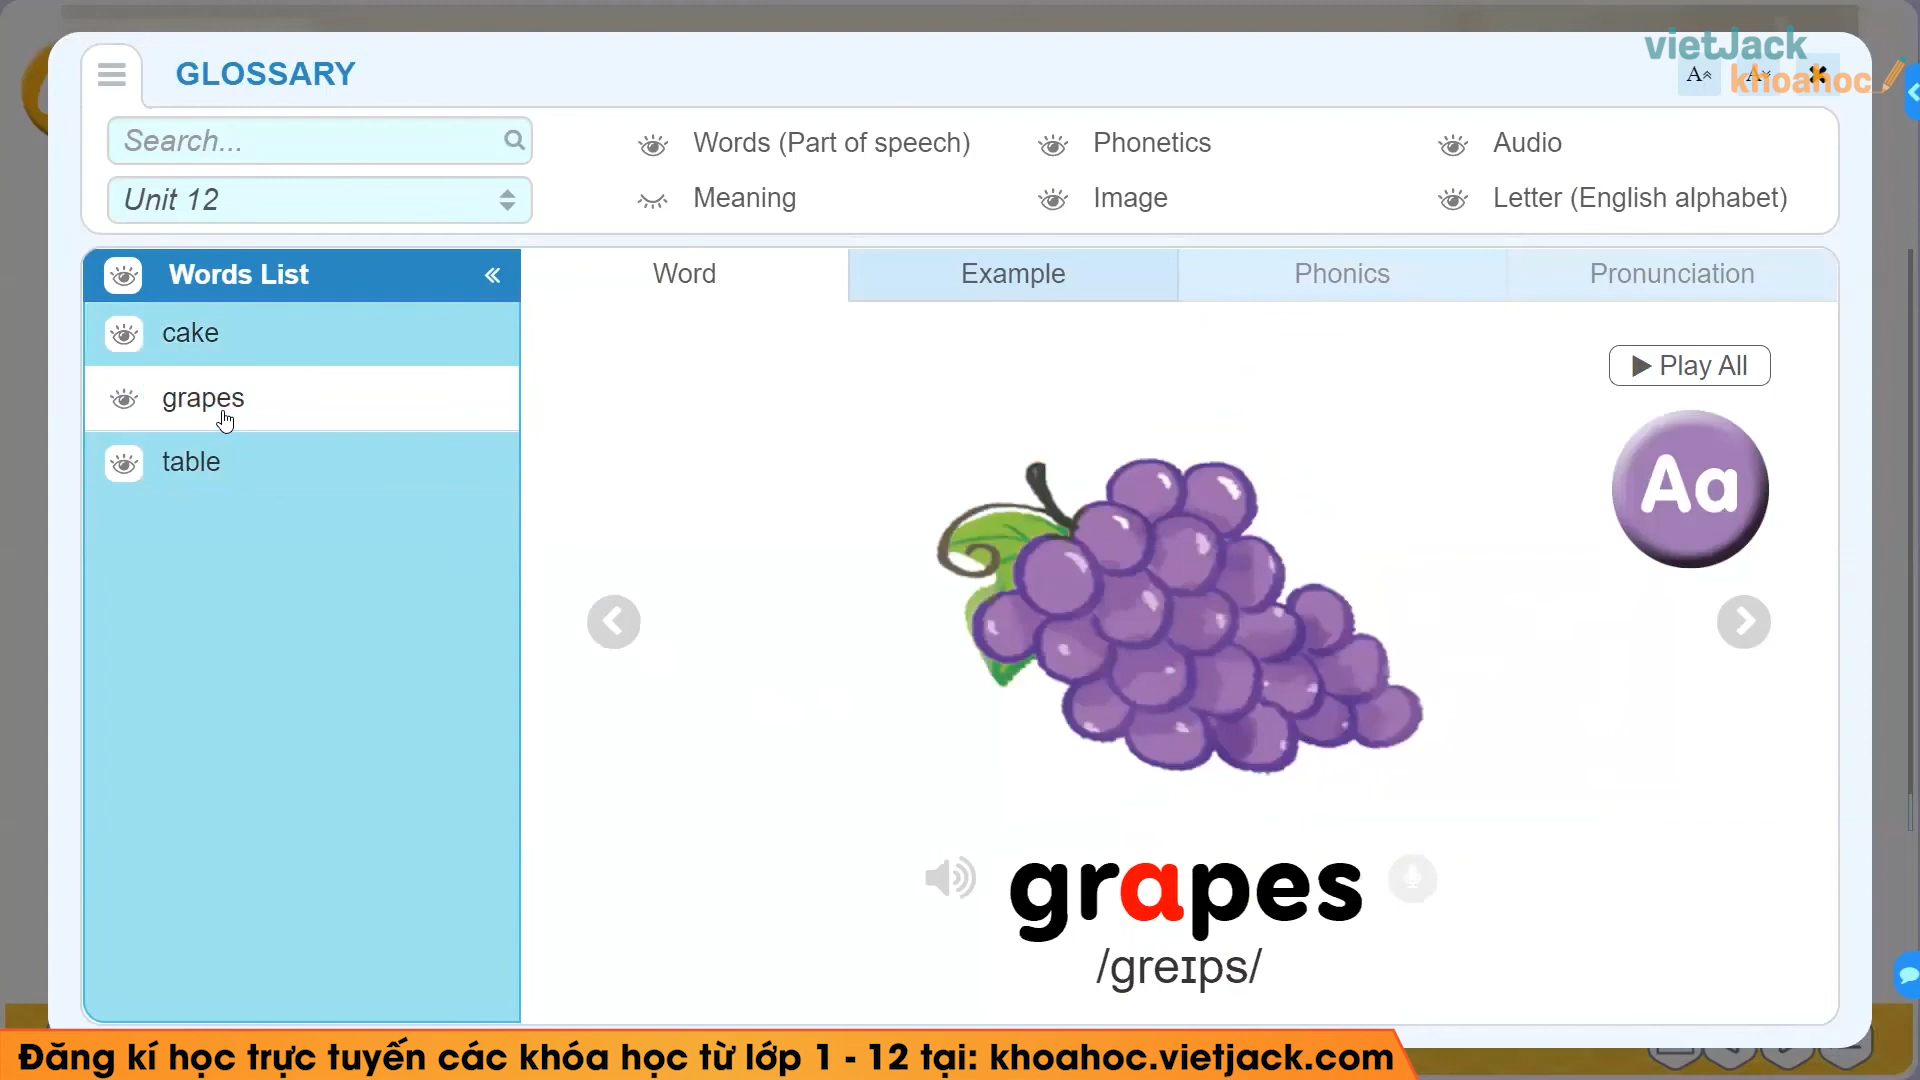 vietJack
GLOSSARY
A A khoahoc
Search...
Words (Part of speech) Phonetics Audio
Unit 12
Meaning Image Letter (English alphabet)
Words List
Word Example Phonics Pronunciation
cake
grapes
table
Play All
Aa
grapes
/greɪps/
Đăng kí học trực tuyến các khóa học từ lớp 1 - 12 tại: khoahoc.vietjack.com